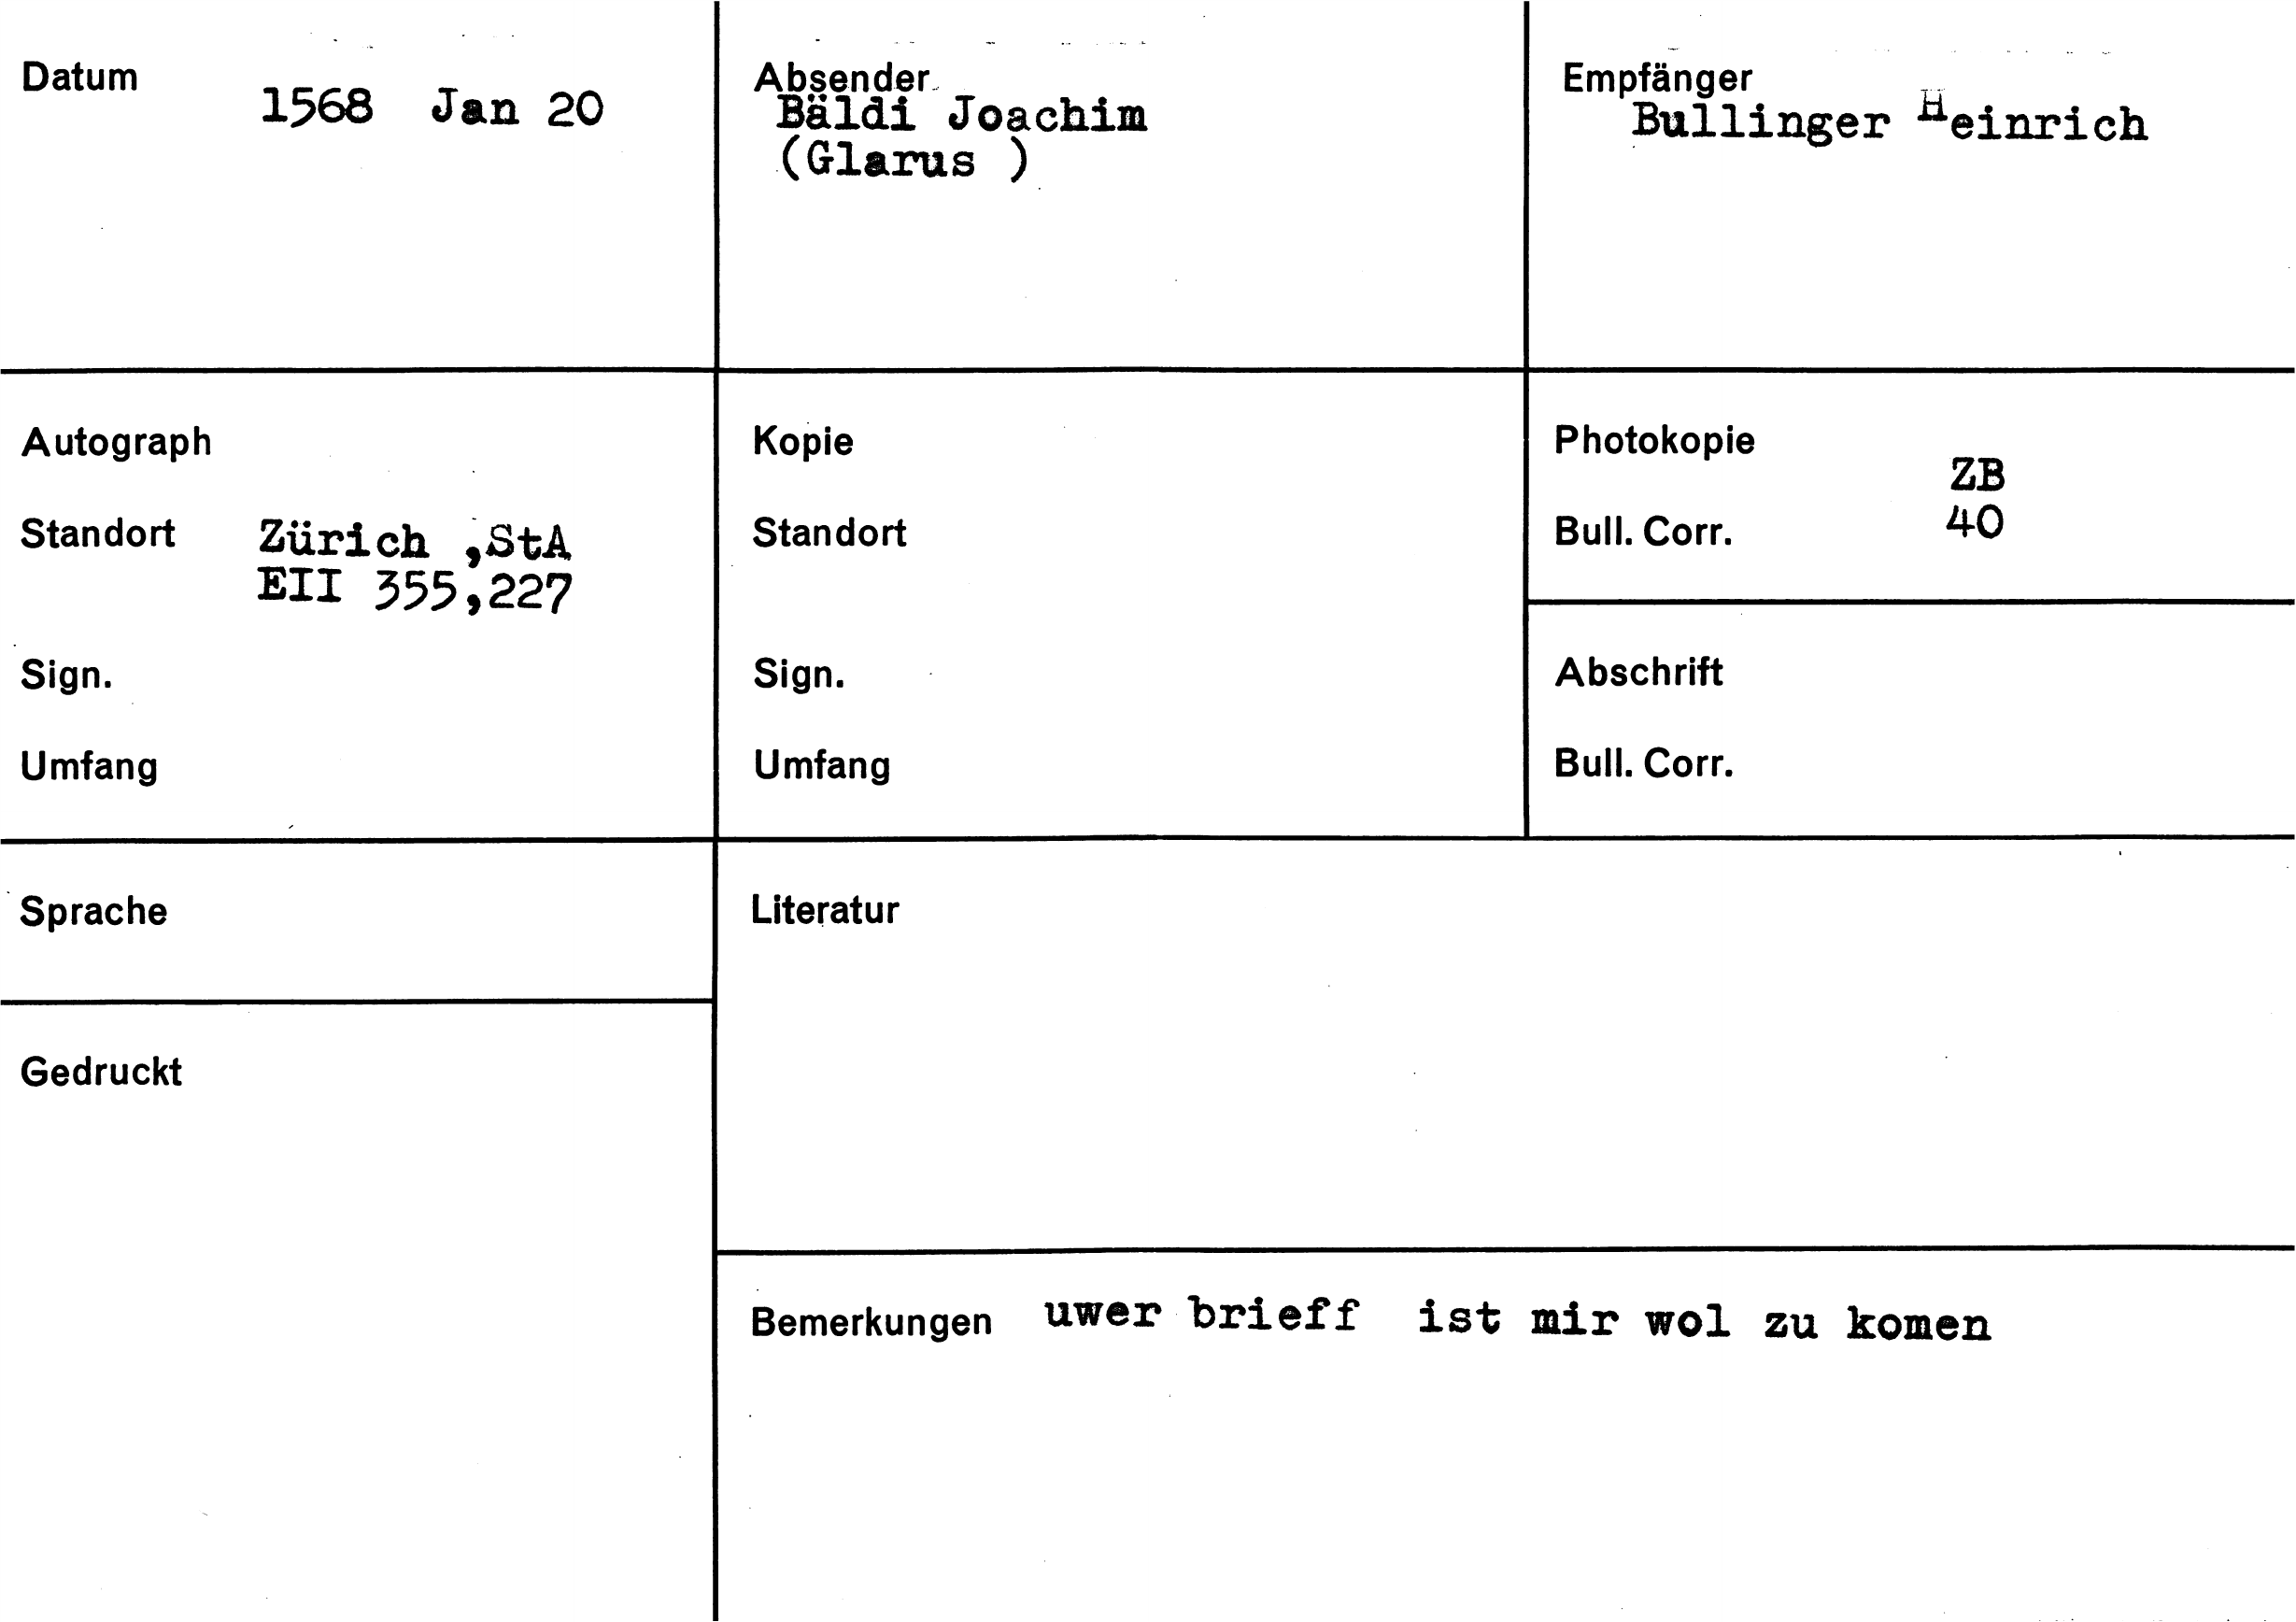 Datum
1568 Jan 20
Absender
Bäldi Joachim
(Glarus )
Empfänger
Bullinger Heinrich
Autograph
Standort Zürich ,StA
EII 355,227
Sign.
Umfang
Kopie
Standort
Sign.
Umfang
Photokopie
ZB
Bull. Corr. 40
Abschrift
Bull. Corr.
Sprache
Literatur
Gedruckt
Bemerkungen uwer brieff ist mir wol zu komen